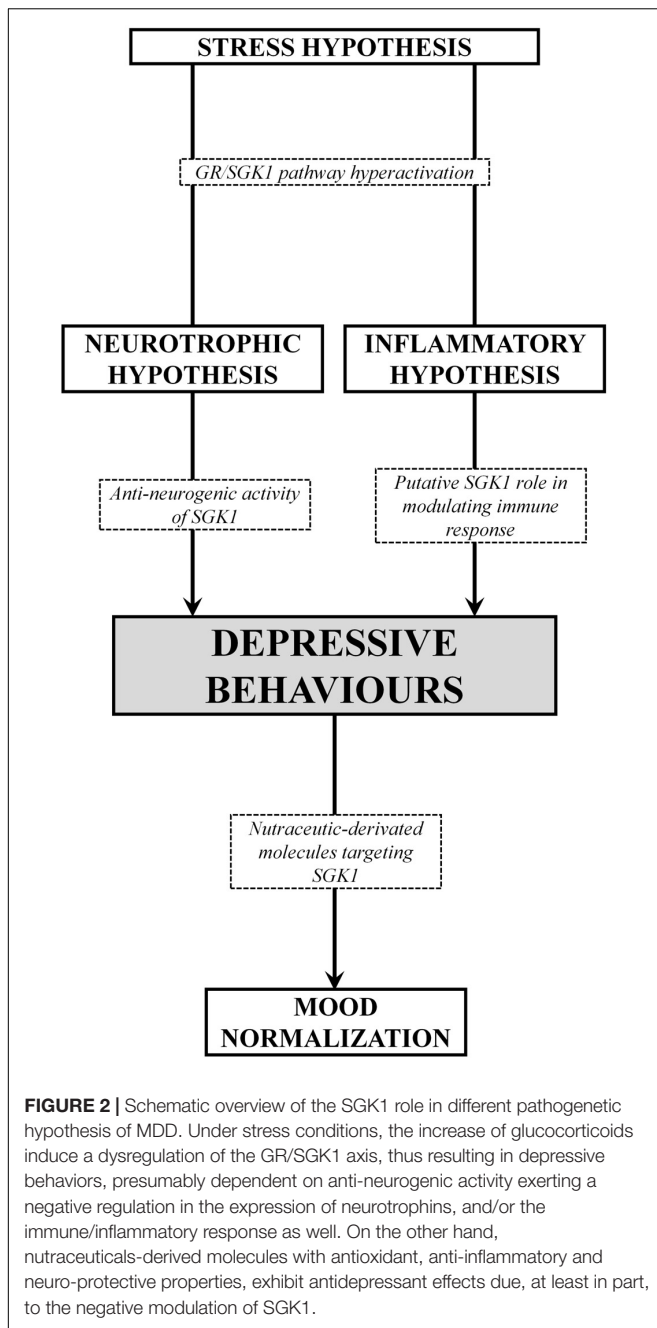 STRESS HYPOTHESIS
GR/SGK1 pathway hyperactivation
NEUROTROPHIC
HYPOTHESIS
INFLAMMATORY
HYPOTHESIS
Anti-neurogenic activity
of SGK1
Putative SGK1 role in
modulating immune
response
DEPRESSIVE
BEHAVIOURS
Nutraceutic-derivated
molecules targeting
SGK1
MOOD
NORMALIZATION
FIGURE 2 | Schematic overview of the SGK1 role in different pathogenetic
hypothesis of MDD. Under stress conditions, the increase of glucocorticoids
induce a dysregulation of the GR/SGK1 axis, thus resulting in depressive
behaviors, presumably dependent on anti-neurogenic activity exerting a
negative regulation in the expression of neurotrophins, and/or the
immune/inflammatory response as well. On the other hand,
nutraceuticals-derived molecules with antioxidant, anti-inflammatory and
neuro-protective properties, exhibit antidepressant effects due, at least in part,
to the negative modulation of SGK1.